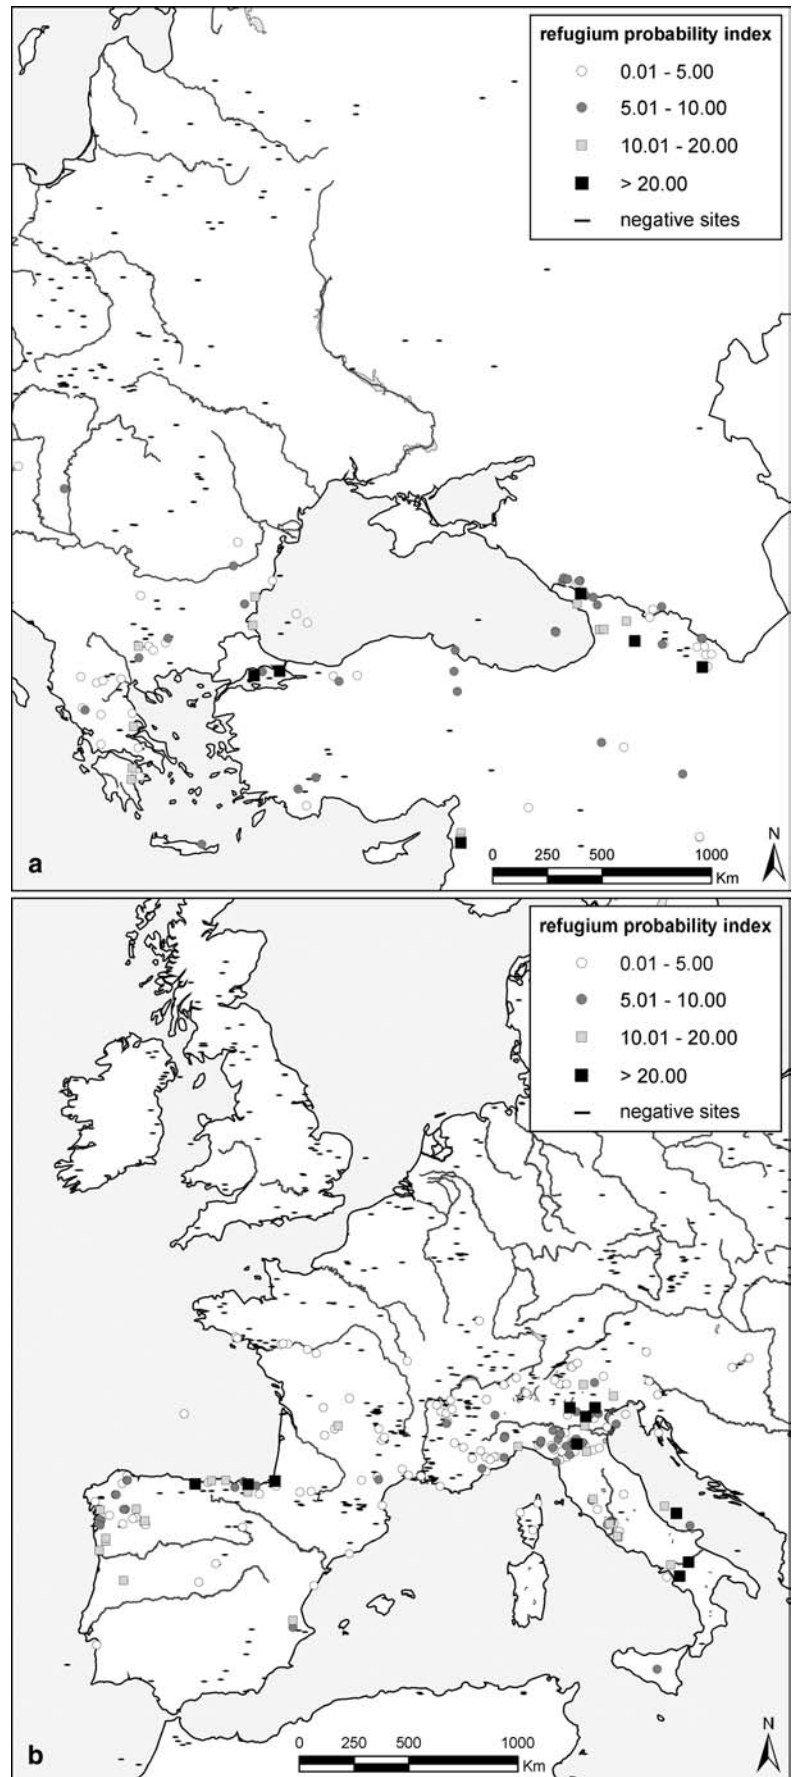 refugium probability index
0.01 - 5.00
5.01 - 10.00
10.01 - 20.00
> 20.00
negative sites
a
0 250 500 1000
Km
N
refugium probability index
0.01 - 5.00
5.01 - 10.00
10.01 - 20.00
> 20.00
negative sites
b
0 250 500 1000
Km
N